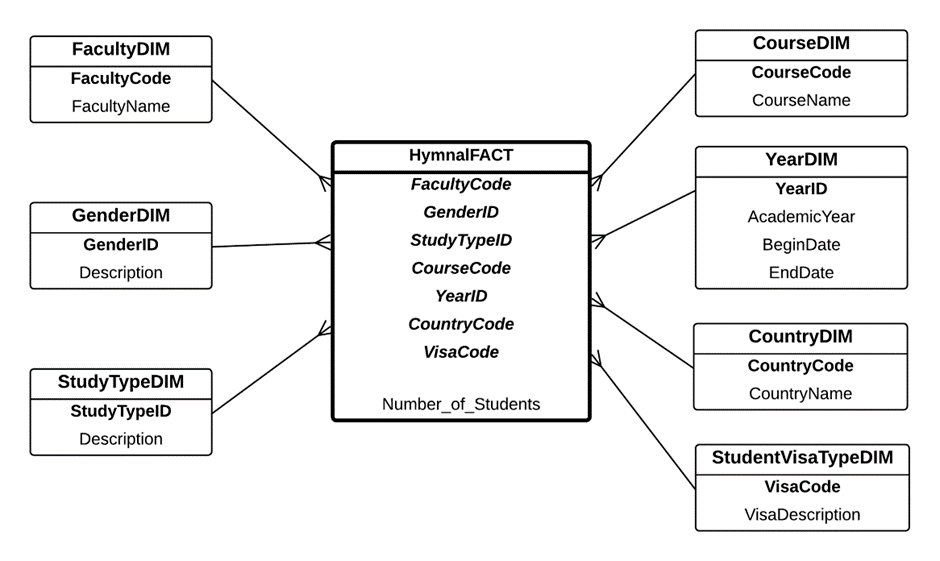 FacultyDIM
FacultyCode
FacultyName
GenderDIM
GenderID
Description
StudyTypeDIM
StudyTypeID
Description
HymnalFACT
FacultyCode
GenderID
StudyTypeID
CourseCode
YearID
CountryCode
VisaCode
Number_of_Students
CourseDIM
CourseCode
CourseName
YearDIM
YearID
AcademicYear
BeginDate
EndDate
CountryDIM
CountryCode
CountryName
StudentVisaTypeDIM
VisaCode
VisaDescription